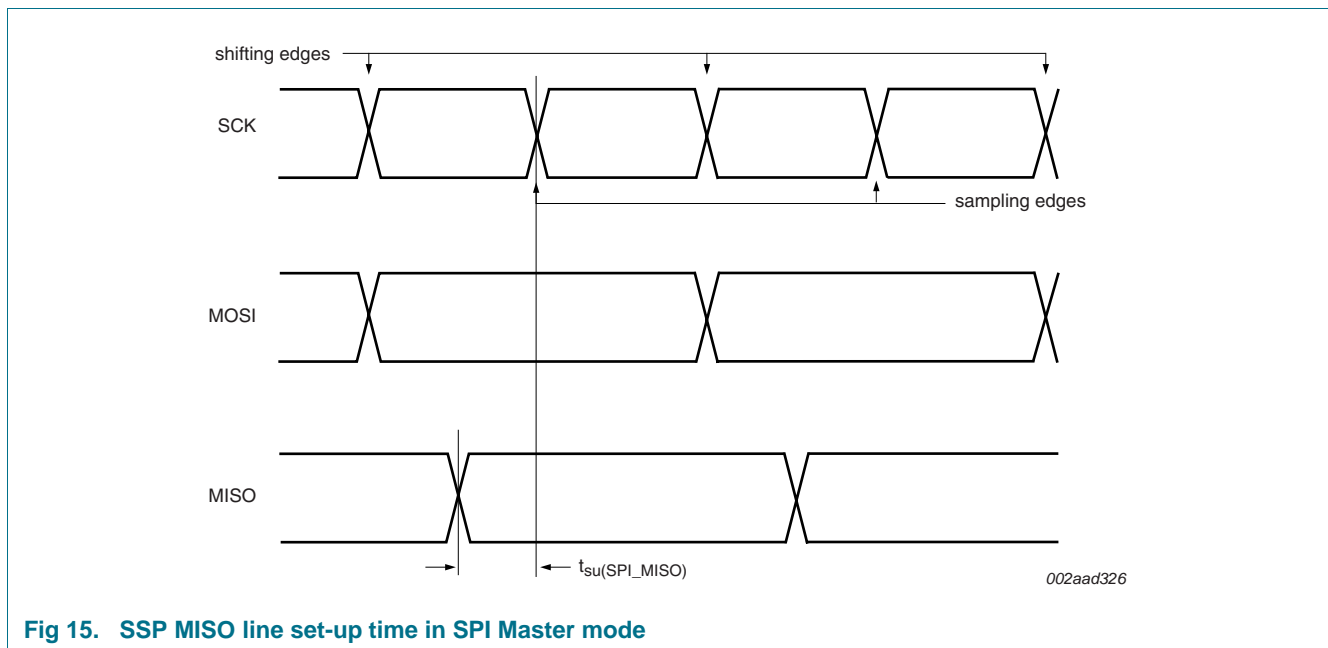 shifting edges
SCK
sampling edges
MOSI
MISO
tsu(SPI_MISO)
002aad326
Fig 15. SSP MISO line set-up time in SPI Master mode